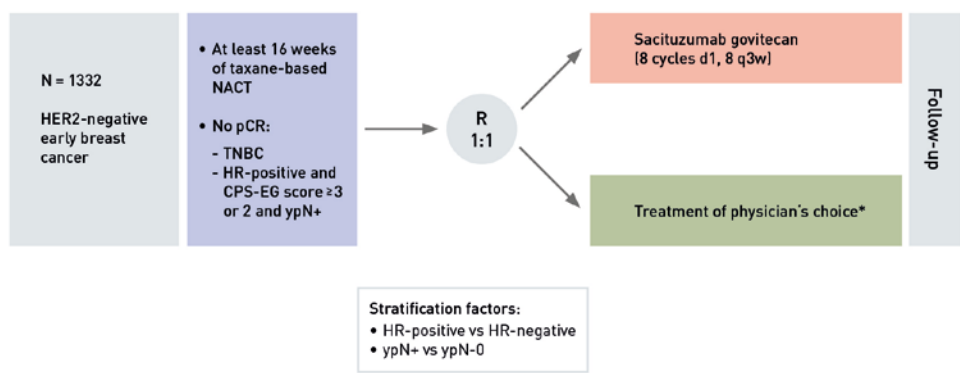 N = 1332
HER2-negative
early breast
cancer
• At least 16 weeks
of taxane-based
NACT
• No pCR:
- TNBC
- HR-positive and
CPS-EG score ≥3
or 2 and ypN+
R
1:1
Sacituzumab govitecan
(8 cycles d1, 8 q3w)
Treatment of physician's choice*
Follow-up
Stratification factors:
• HR-positive vs HR-negative
• ypN+ vs ypN-0